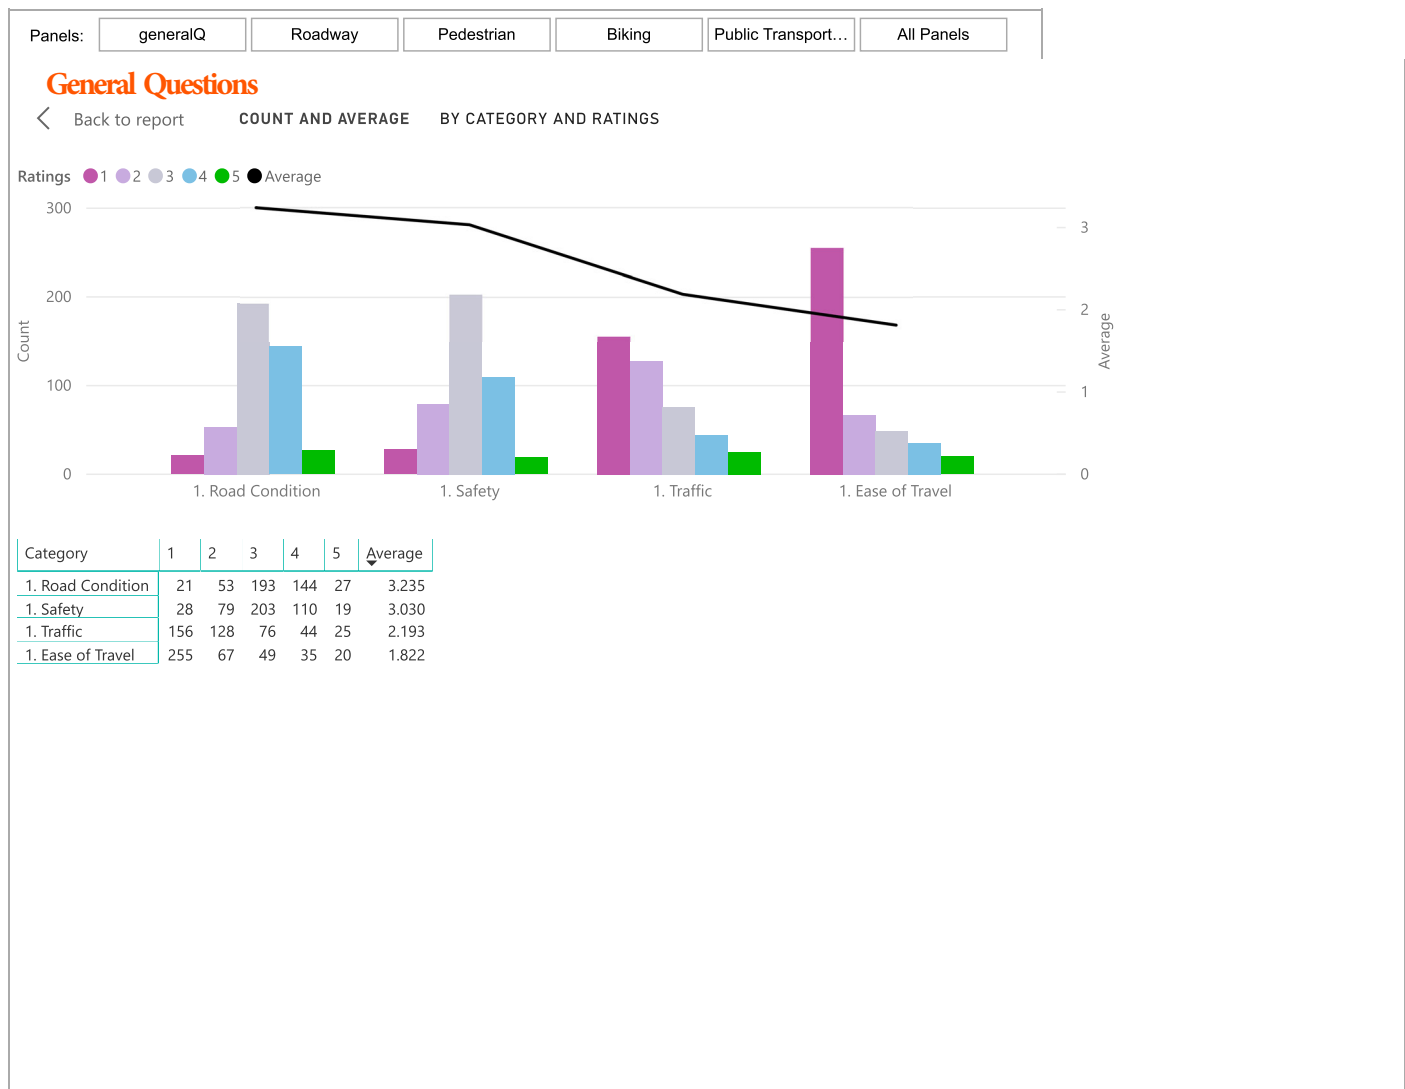 Panels: generalQ Roadway Pedestrian Biking Public Transport… All Panels
General Questions
Back to report COUNT AND AVERAGE BY CATEGORY AND RATINGS
Ratings 1 2 3 4 5 Average
300
200
100
0
Count
3
2
1
0
Average
1. Road Condition 1. Safety 1. Traffic 1. Ease of Travel
Category 1 2 3 4 5 Average
1. Road Condition 21 53 193 144 27 3.235
1. Safety 28 79 203 110 19 3.030
1. Traffic 156 128 76 44 25 2.193
1. Ease of Travel 255 67 49 35 20 1.822